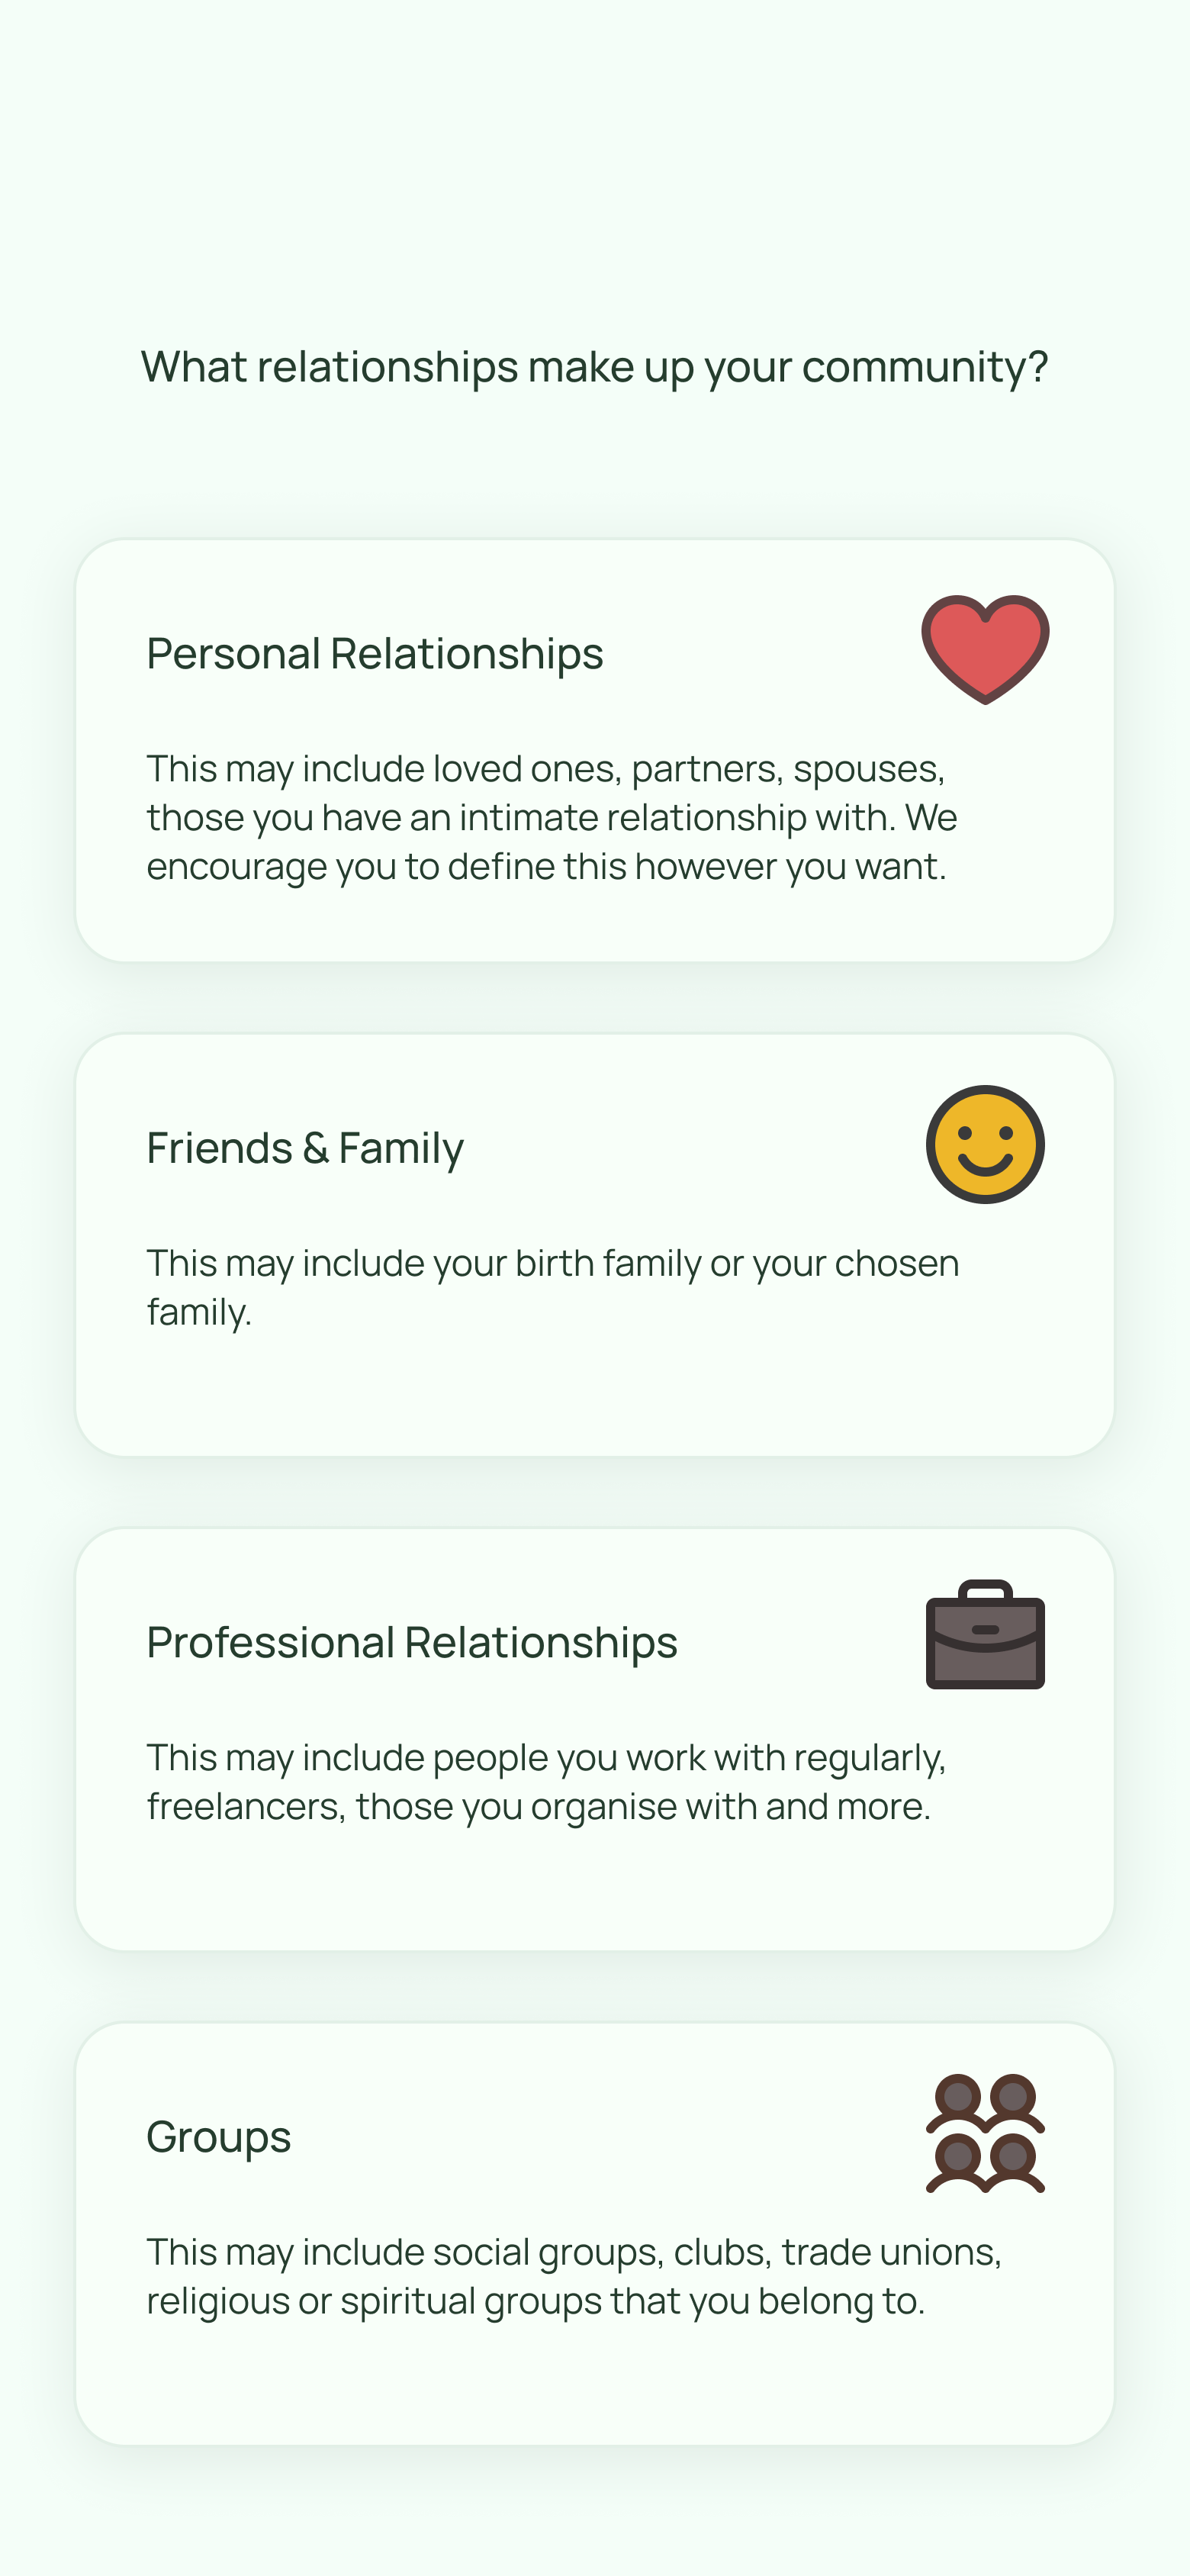 What relationships make up your community?
Personal Relationships
This may include loved ones, partners, spouses,
those you have an intimate relationship with. We
encourage you to define this however you want.
Friends & Family
This may include your birth family or your chosen
family.
Professional Relationships
This may include people you work with regularly,
freelancers, those you organise with and more.
Groups
This may include social groups, clubs, trade unions,
religious or spiritual groups that you belong to.